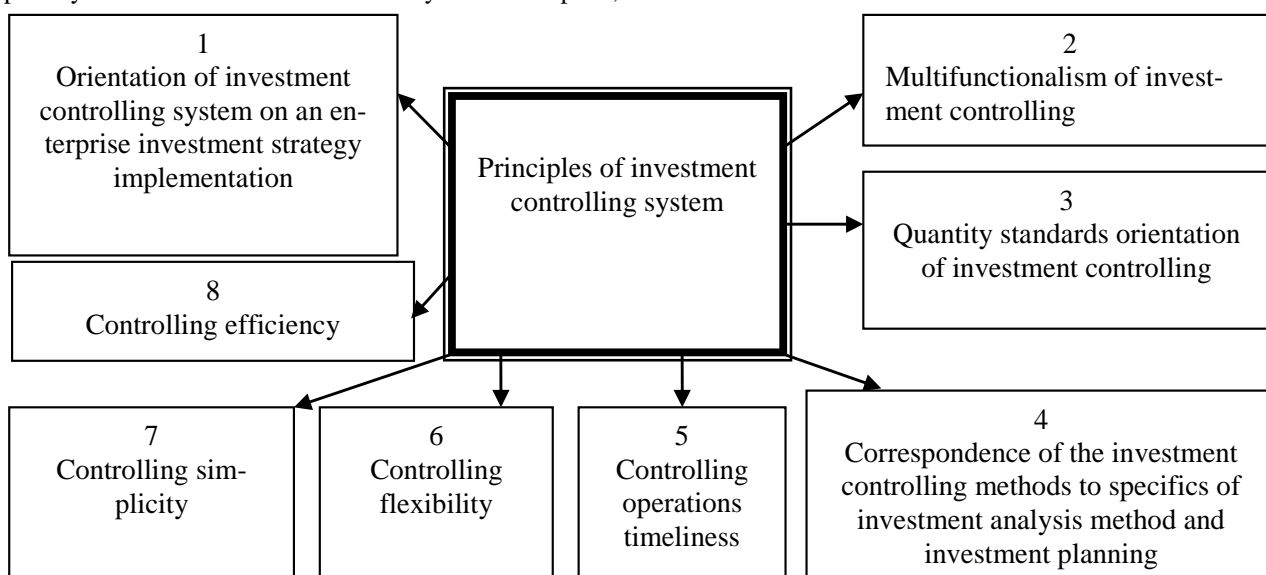 1
Orientation of investment
controlling system on an en-
terprise investment strategy
implementation
2
Multifunctionalism of invest-
ment controlling
Principles of investment
controlling system
3
Quantity standards orientation
of investment controlling
8
Controlling efficiency
7
Controlling sim-
plicity
6
Controlling
flexibility
5
Controlling
operations
timeliness
4
Correspondence of the investment
controlling methods to specifics of
investment analysis method and
investment planning